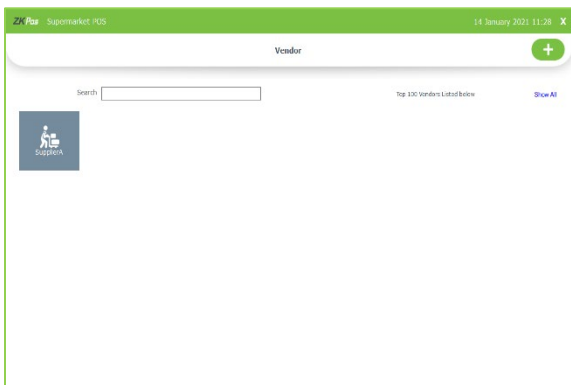 ZKPos Supermarket POS 14 January 2021 11:28 X
Vendor +
Search Top 100 Vendors Listed below Show All
SupplierA